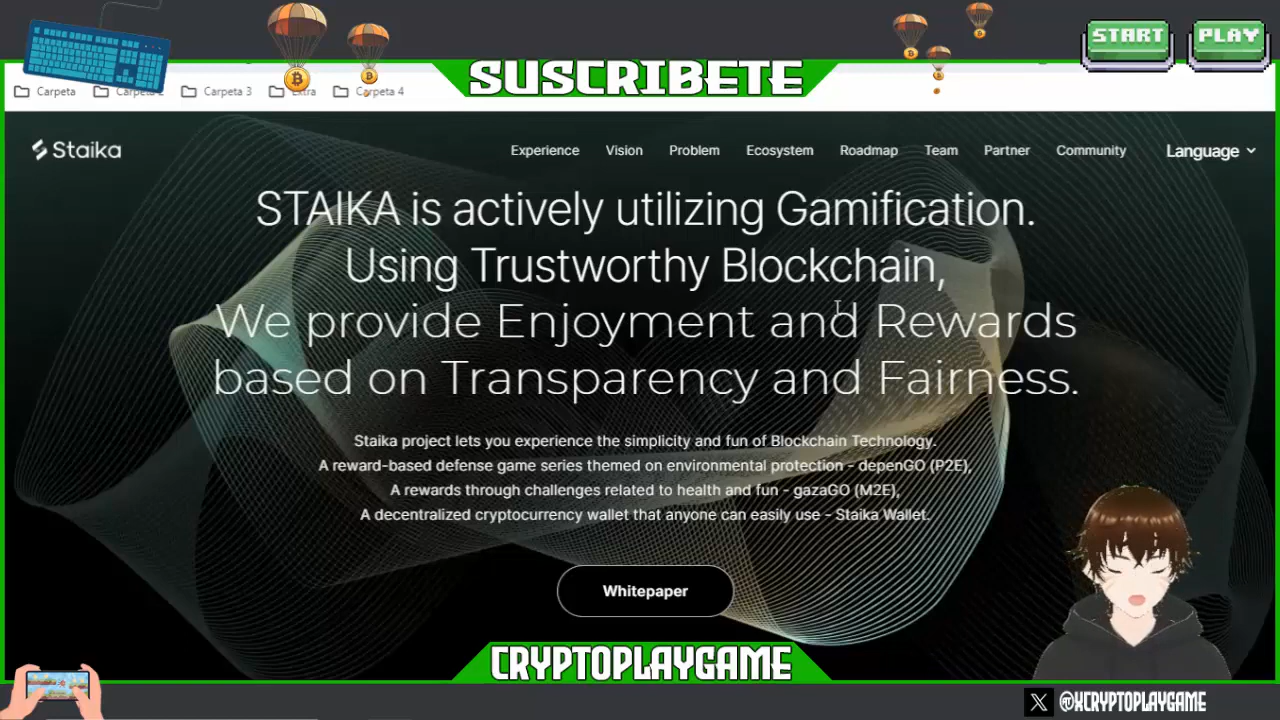 START
PLAY
SUSCRIBETE
Carpeta
Carpeta 2
Carpeta 3
Extra
Carpeta 4
Staika
Experience
Vision
Problem
Ecosystem
Roadmap
Team
Partner
Community
Language
STAIKA is actively utilizing Gamification.
Using Trustworthy Blockchain,
We provide Enjoyment and Rewards
based on Transparency and Fairness.
Staika project lets you experience the simplicity and fun of Blockchain Technology.
A reward-based defense game series themed on environmental protection - depenGO (P2E),
A rewards through challenges related to health and fun - gazaGO (M2E),
A decentralized cryptocurrency wallet that anyone can easily use - Staika Wallet.
Whitepaper
CRYPTOPLAYGAME
@XCRYPTOPLAYGAME